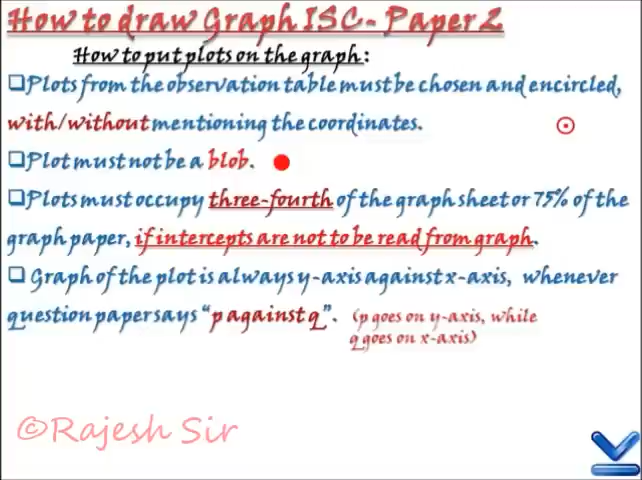 How to draw Graph ISC - Paper 2
How to put plots on the graph:
❑Plots from the observation table must be chosen and encircled,
with/without mentioning the coordinates.
❑Plot must not be a blob.
❑Plots must occupy three-fourth of the graph sheet or 75% of the
graph paper, if intercepts are not to be read from graph.
❑ Graph of the plot is always y-axis against x-axis, whenever
question paper says "p against q". (p goes on y-axis, while
q goes on x-axis)
©Rajesh Sir